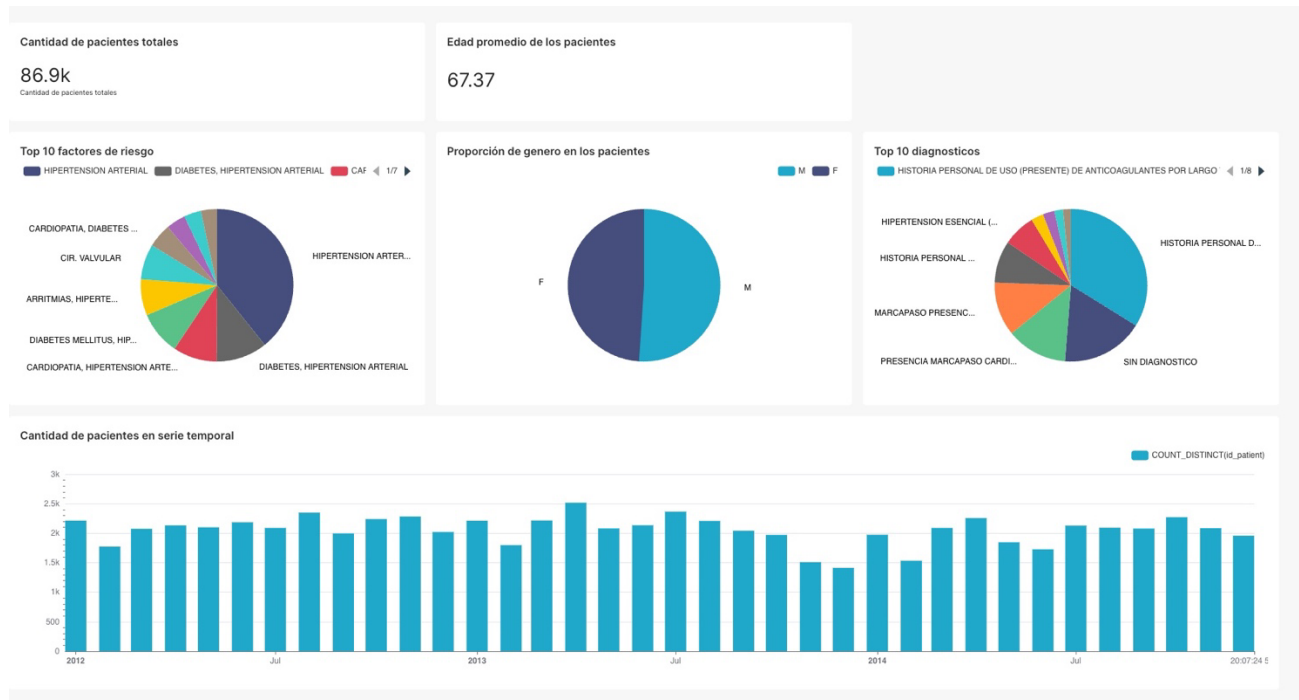 Cantidad de pacientes totales
86.9k
Cantidad de pacientes totales
Edad promedio de los pacientes
67.37
Top 10 factores de riesgo
HIPERTENSION ARTERIAL DIABETES, HIPERTENSION ARTERIAL CAF 1/7
CARDIOPATIA, DIABETES ...
CIR. VALVULAR
ARRITMIAS, HIPERTE...
DIABETES MELLITUS, HIP...
CARDIOPATIA, HIPERTENSION ARTE...
HIPERTENSION ARTER...
DIABETES, HIPERTENSION ARTERIAL
Proporción de genero en los pacientes
M F
F
M
Top 10 diagnosticos
HISTORIA PERSONAL DE USO (PRESENTE) DE ANTICOAGULANTES POR LARGO 1/8
HIPERTENSION ESENCIAL (...
HISTORIA PERSONAL ...
MARCAPASO PRESENC...
PRESENCIA MARCAPASO CARDI...
HISTORIA PERSONAL D...
SIN DIAGNOSTICO
Cantidad de pacientes en serie temporal
COUNT_DISTINCT(id_patient)
3k
2.5k
2k
1.5k
1k
500
0
2012 Jul 2013 Jul 2014 Jul 20:07:24 5